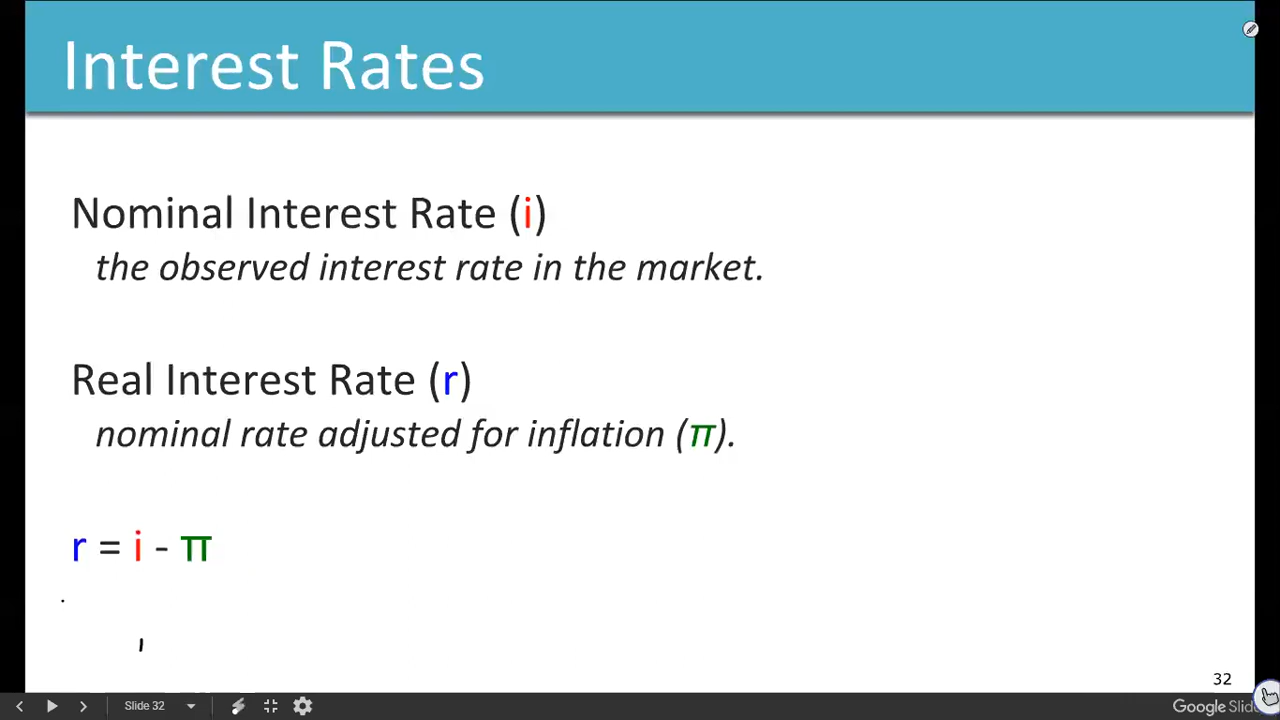 Interest Rates
Nominal Interest Rate (i)
the observed interest rate in the market.
Real Interest Rate (r)
nominal rate adjusted for inflation (π).
r = i - π
32
Slide 32
Google Slid